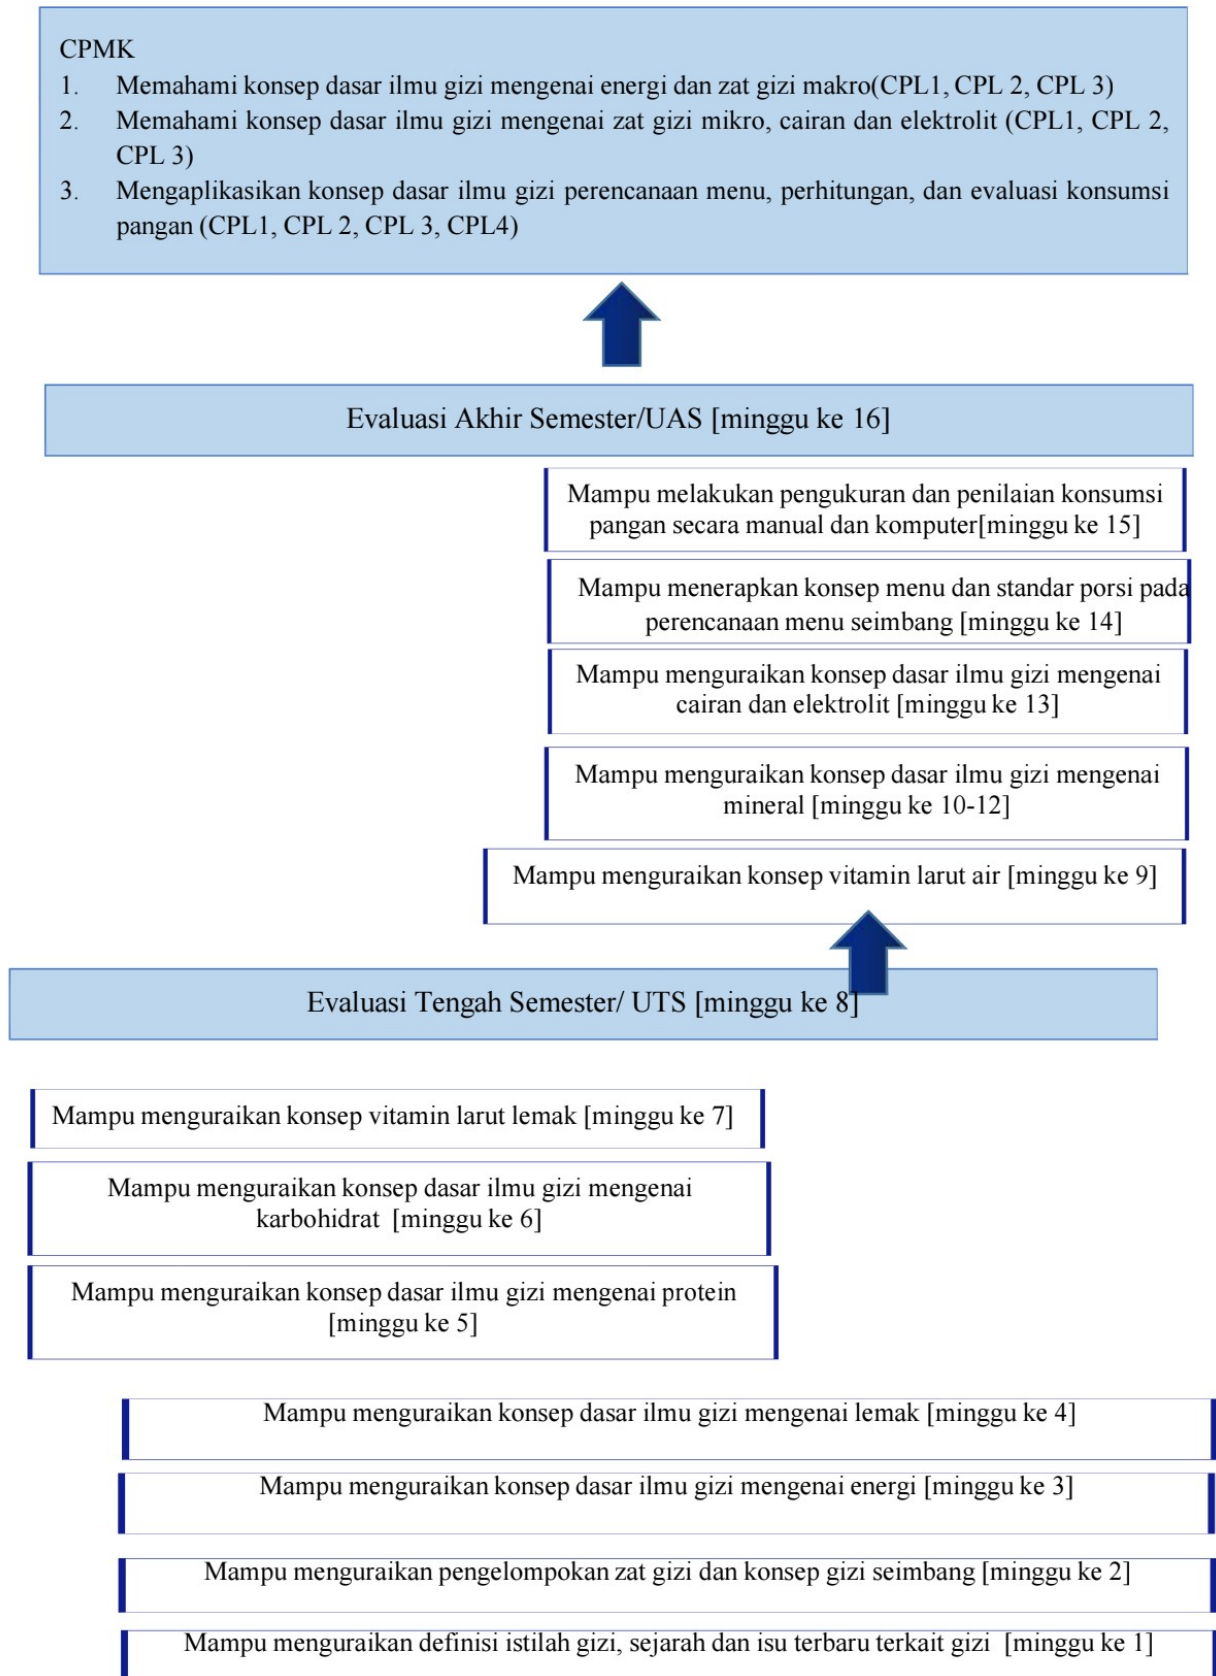 CPMK
1. Memahami konsep dasar ilmu gizi mengenai energi dan zat gizi makro(CPL1, CPL 2, CPL 3)
2. Memahami konsep dasar ilmu gizi mengenai zat gizi mikro, cairan dan elektrolit (CPL1, CPL 2,
CPL 3)
3. Mengaplikasikan konsep dasar ilmu gizi perencanaan menu, perhitungan, dan evaluasi konsumsi
pangan (CPL1, CPL 2, CPL 3, CPL4)
Evaluasi Akhir Semester/UAS [minggu ke 16]
Mampu melakukan pengukuran dan penilaian konsumsi
pangan secara manual dan komputer[minggu ke 15]
Mampu menerapkan konsep menu dan standar porsi pada
perencanaan menu seimbang [minggu ke 14]
Mampu menguraikan konsep dasar ilmu gizi mengenai
cairan dan elektrolit [minggu ke 13]
Mampu menguraikan konsep dasar ilmu gizi mengenai
mineral [minggu ke 10-12]
Mampu menguraikan konsep vitamin larut air [minggu ke 9]
Evaluasi Tengah Semester/ UTS [minggu ke 8]
Mampu menguraikan konsep vitamin larut lemak [minggu ke 7]
Mampu menguraikan konsep dasar ilmu gizi mengenai
karbohidrat [minggu ke 6]
Mampu menguraikan konsep dasar ilmu gizi mengenai protein
[minggu ke 5]
Mampu menguraikan konsep dasar ilmu gizi mengenai lemak [minggu ke 4]
Mampu menguraikan konsep dasar ilmu gizi mengenai energi [minggu ke 3]
Mampu menguraikan pengelompokan zat gizi dan konsep gizi seimbang [minggu ke 2]
Mampu menguraikan definisi istilah gizi, sejarah dan isu terbaru terkait gizi [minggu ke 1]